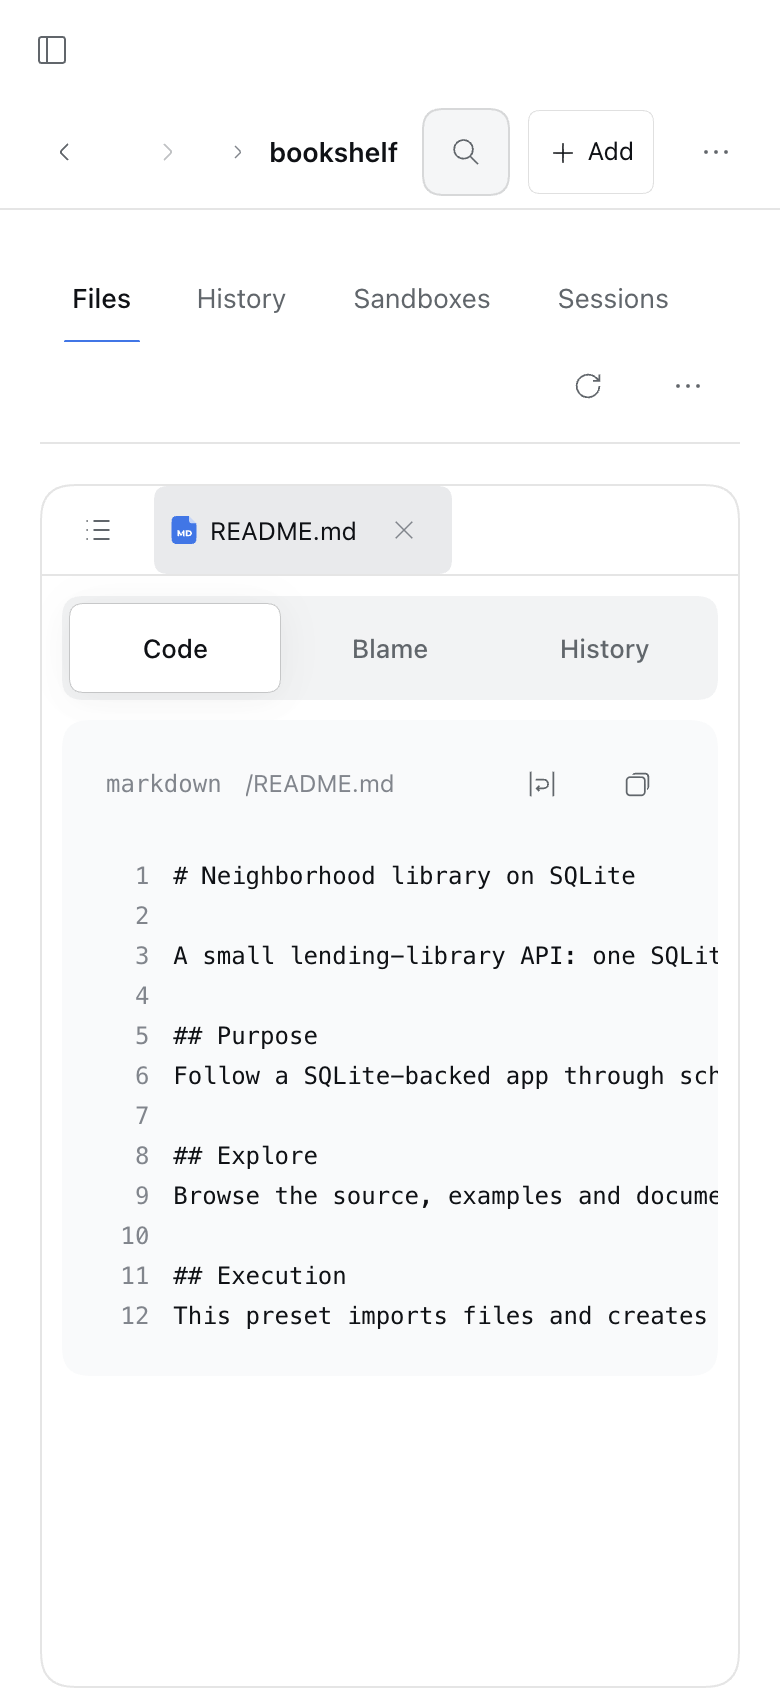 bookshelf
Add
Files
History
Sandboxes
Sessions
MD README.md
Code
Blame
History
markdown /README.md
1 # Neighborhood library on SQLite
2
3 A small lending-library API: one SQLit
4
5 ## Purpose
6 Follow a SQLite-backed app through sch
7
8 ## Explore
9 Browse the source, examples and docume
10
11 ## Execution
12 This preset imports files and creates